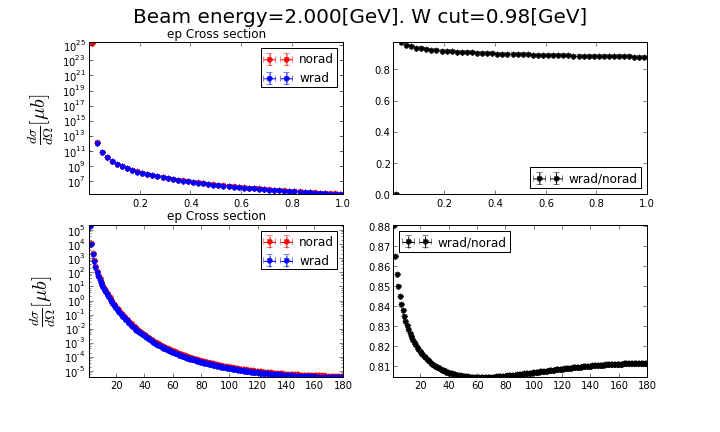 Beam energy=2.000[GeV]. W cut=0.98[GeV]
ep Cross section
dσ/dΩ [μb]
10^25
10^23
10^21
10^19
10^17
10^15
10^13
10^11
10^9
10^7
norad
wrad
0.2 0.4 0.6 0.8 1.0
0.8
0.6
0.4
0.2
0.0
wrad/norad
0.2 0.4 0.6 0.8 1.0
ep Cross section
dσ/dΩ [μb]
10^5
10^4
10^3
10^2
10^1
10^0
10^-1
10^-2
10^-3
10^-4
10^-5
norad
wrad
20 40 60 80 100 120 140 160 180
0.88
0.87
0.86
0.85
0.84
0.83
0.82
0.81
wrad/norad
20 40 60 80 100 120 140 160 180